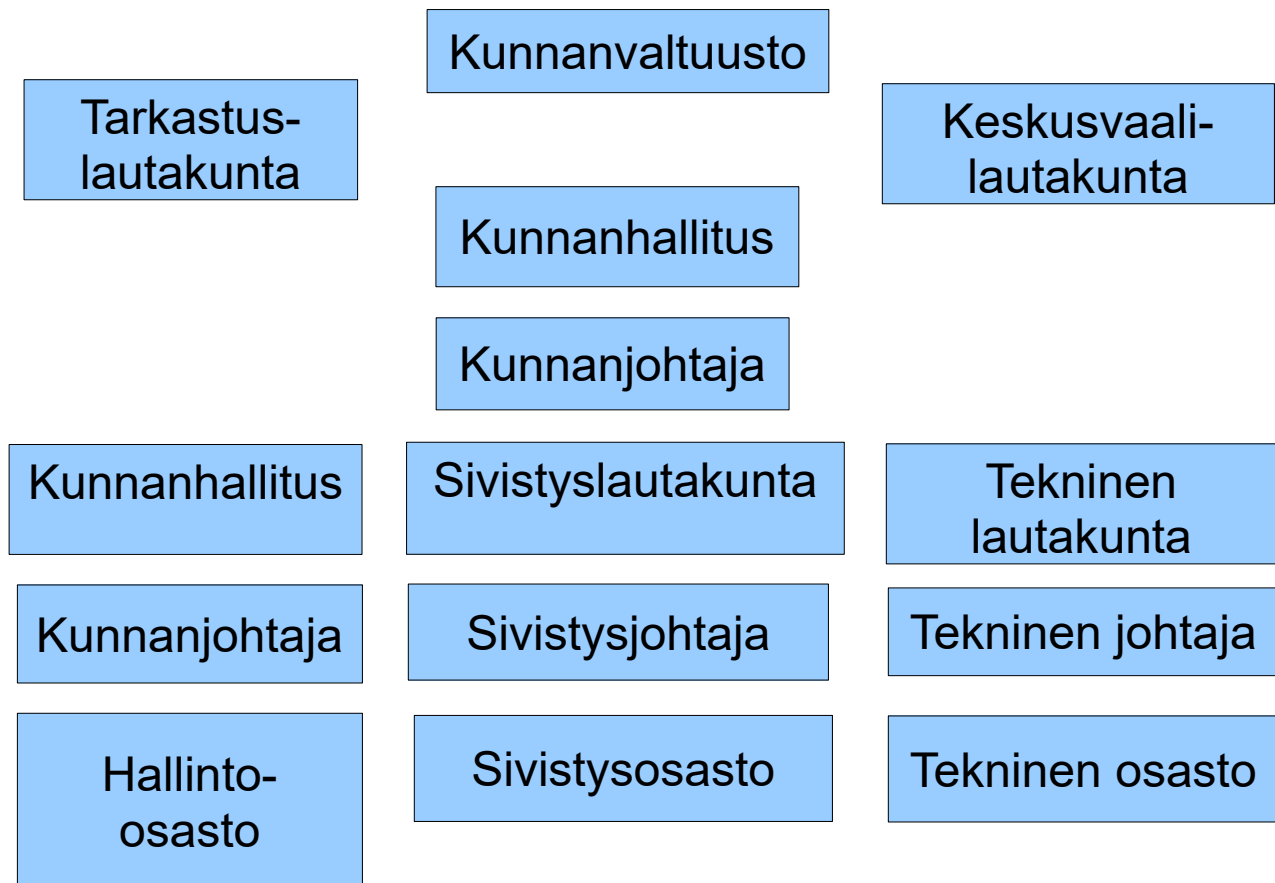 Kunnanvaltuusto
Tarkastus-
lautakunta
Keskusvaali-
lautakunta
Kunnanhallitus
Kunnanjohtaja
Kunnanhallitus
Sivistyslautakunta
Tekninen
lautakunta
Kunnanjohtaja
Sivistysjohtaja
Tekninen johtaja
Hallinto-
osasto
Sivistysosasto
Tekninen osasto